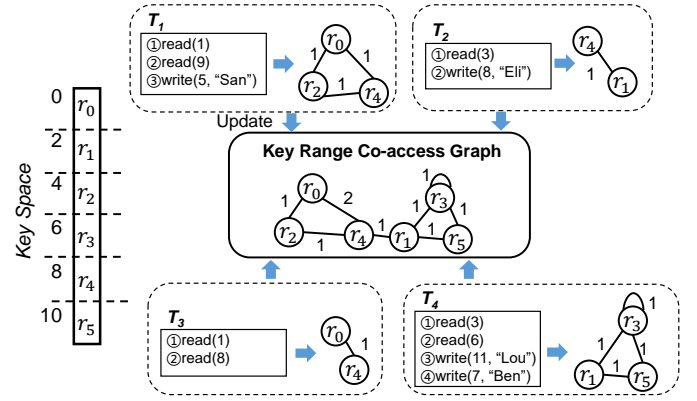 T1
①read(1)
②read(9)
③write(5, “San”)
r0
1
1
r2
1
r4
T2
①read(3)
②write(8, “Eli”)
r4
1
r1
Update
Key Space
0
r0
2
r1
4
r2
6
r3
8
r4
10
r5
Key Range Co-access Graph
1
r0
r3
1
2
1
1
r2
1
r4
1
r1
1
r5
T3
①read(1)
②read(8)
r0
1
r4
T4
①read(3)
②read(6)
③write(11, “Lou”)
④write(7, “Ben”)
1
r3
1
1
r1
1
r5